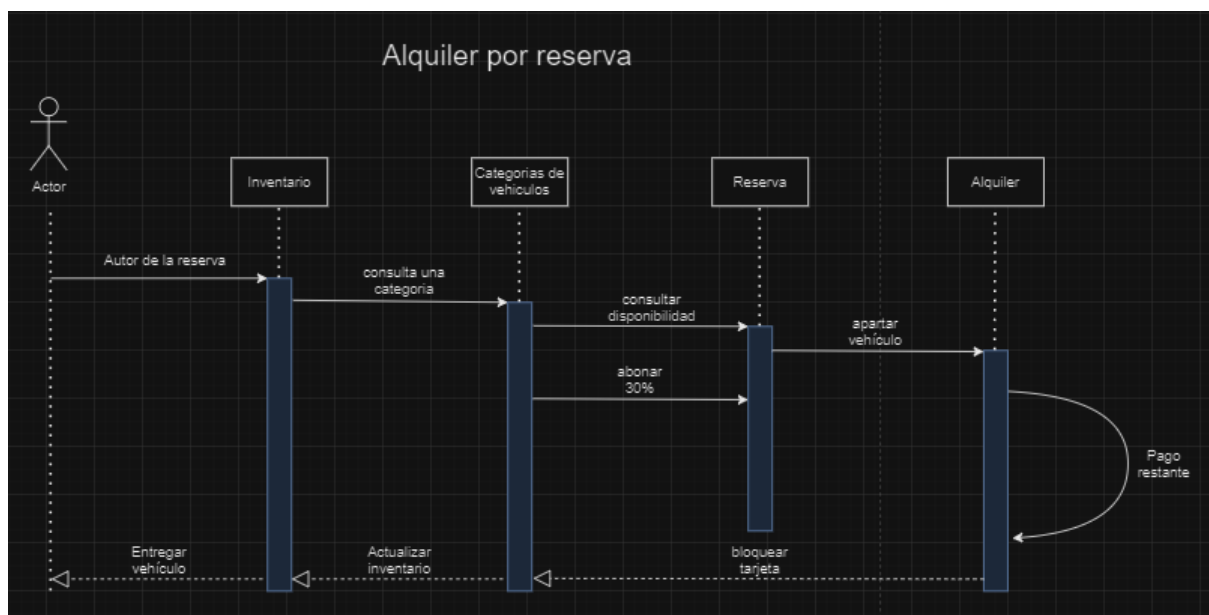 Alquiler por reserva
Actor
Inventario
Categorias de
vehiculos
Reserva
Alquiler
Autor de la reserva
consulta una
categoria
consultar
disponibilidad
apartar
vehículo
abonar
30%
Pago
restante
Entregar
vehículo
Actualizar
inventario
bloquear
tarjeta